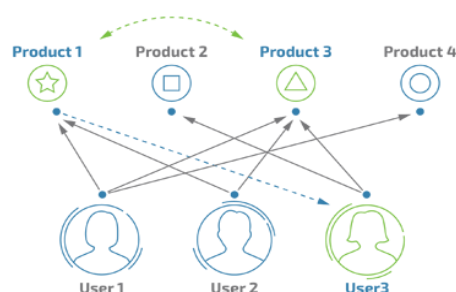 Product 1
Product 2
Product 3
Product 4
User 1
User 2
User3